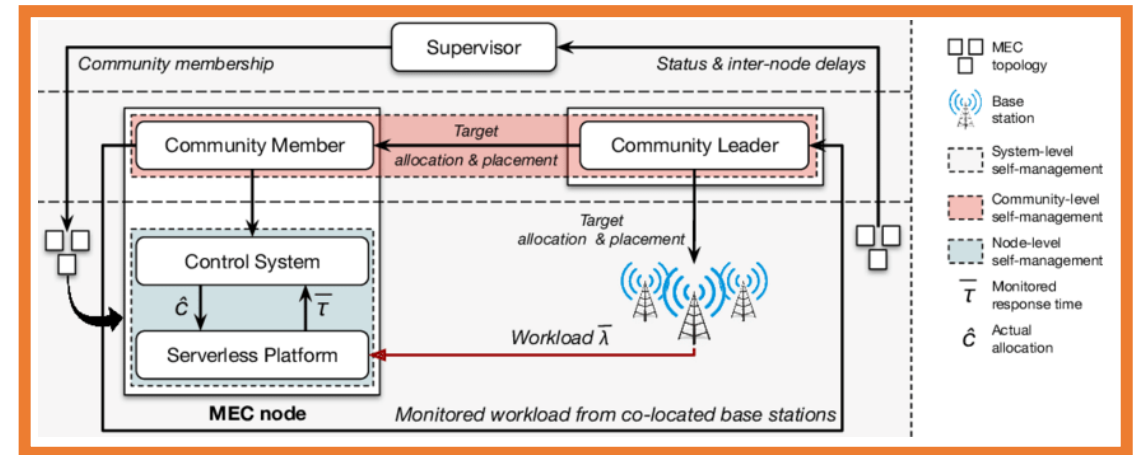 Supervisor
Community membership
Status & inter-node delays
Community Member
Target
allocation & placement
Community Leader
Target
allocation & placement
Control System
ĉ
τ̅
Serverless Platform
Workload λ̅
MEC node
Monitored workload from co-located base stations
MEC
topology
Base
station
System-level
self-management
Community-level
self-management
Node-level
self-management
τ̅ Monitored
response time
ĉ Actual
allocation